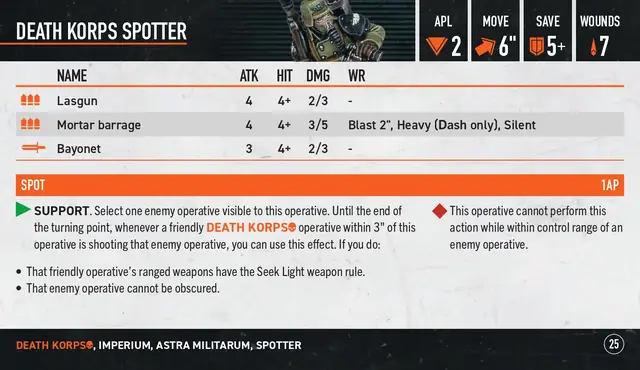 DEATH KORPS SPOTTER
APL
2
MOVE
6"
SAVE
5+
WOUNDS
7
NAME ATK HIT DMG WR
Lasgun 4 4+ 2/3 -
Mortar barrage 4 4+ 3/5 Blast 2", Heavy (Dash only), Silent
Bayonet 3 4+ 2/3 -
SPOT 1AP
SUPPORT. Select one enemy operative visible to this operative. Until the end of
the turning point, whenever a friendly DEATH KORPS operative within 3" of this
operative is shooting that enemy operative, you can use this effect. If you do:
• That friendly operative's ranged weapons have the Seek Light weapon rule.
• That enemy operative cannot be obscured.
This operative cannot perform this
action while within control range of an
enemy operative.
DEATH KORPS, IMPERIUM, ASTRA MILITARUM, SPOTTER
25